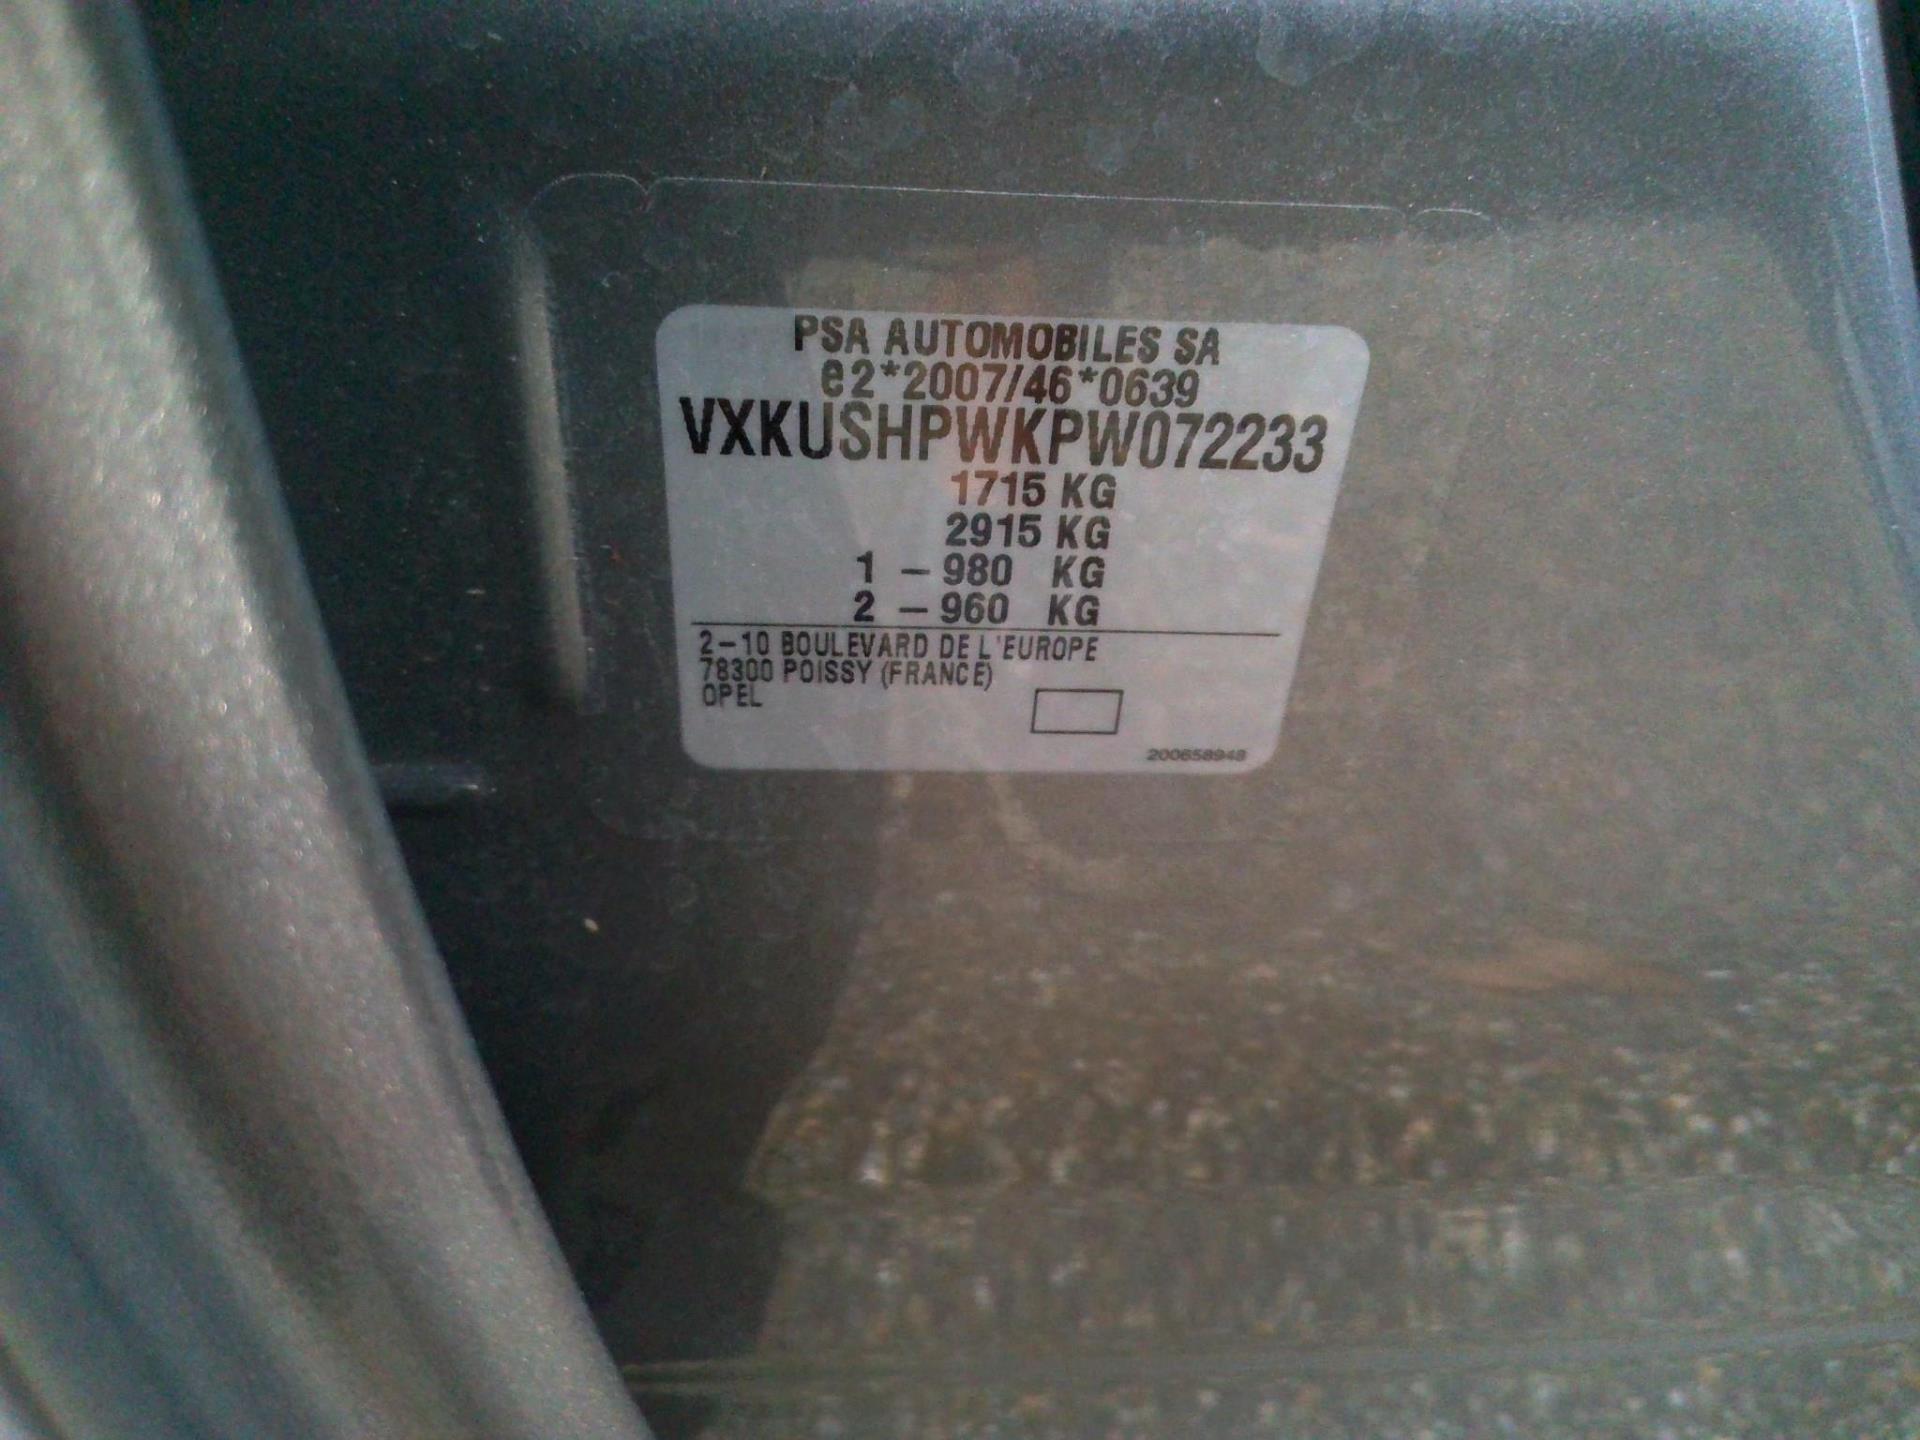 PSA AUTOMOBILES SA
e2*2007/46*0639
VXKUSHPWKPW072233
1715 KG
2915 KG
1 – 980 KG
2 – 960 KG
2–10 BOULEVARD DE L'EUROPE
78300 POISSY (FRANCE)
OPEL
200658948